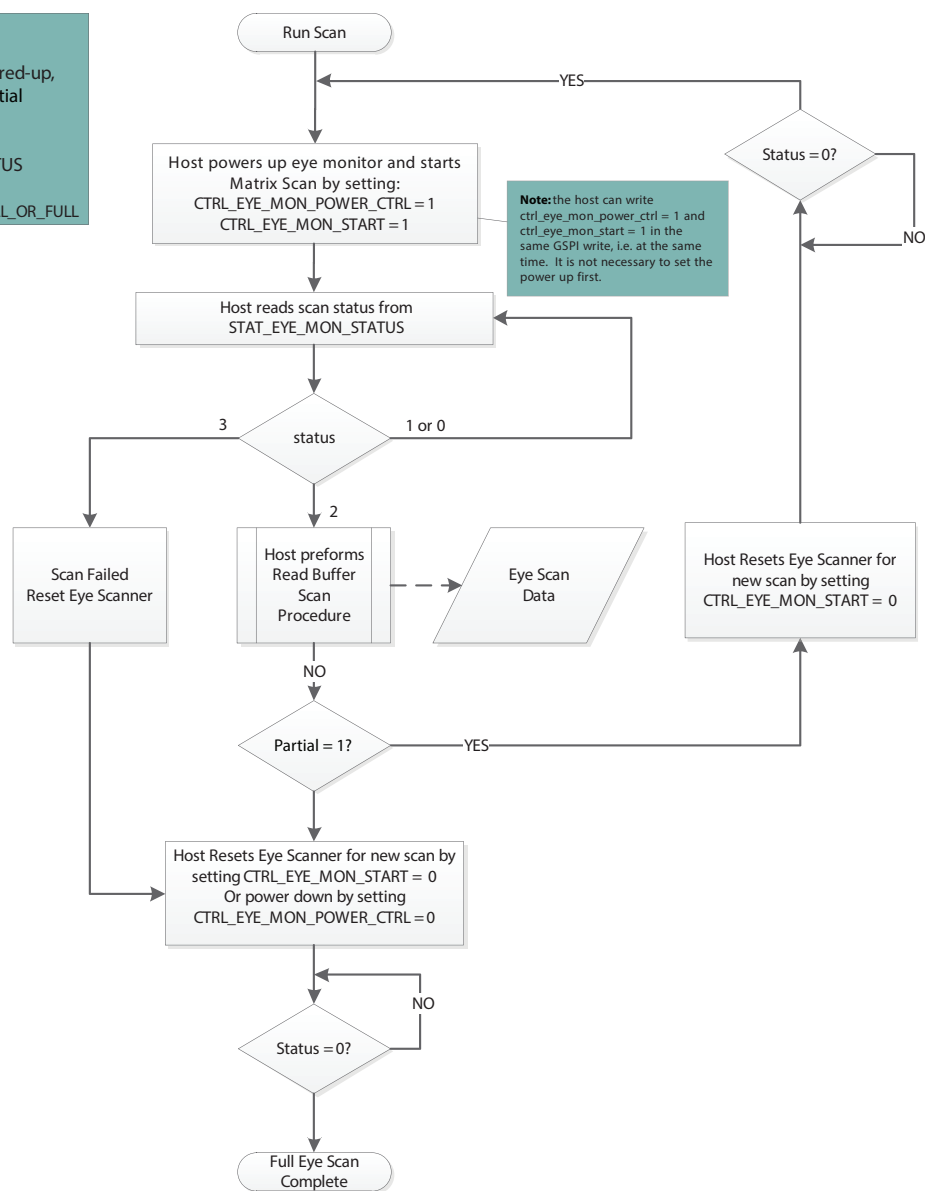 red-up,
tial
TUS
L_OR_FULL
Run Scan
YES
Status = 0?
NO
Host powers up eye monitor and starts
Matrix Scan by setting:
CTRL_EYE_MON_POWER_CTRL = 1
CTRL_EYE_MON_START = 1
Note: the host can write
ctrl_eye_mon_power_ctrl = 1 and
ctrl_eye_mon_start = 1 in the
same GSPI write, i.e. at the same
time. It is not necessary to set the
power up first.
Host reads scan status from
STAT_EYE_MON_STATUS
3
status
1 or 0
2
Scan Failed
Reset Eye Scanner
Host preforms
Read Buffer
Scan
Procedure
Eye Scan
Data
Host Resets Eye Scanner for
new scan by setting
CTRL_EYE_MON_START = 0
NO
Partial = 1?
YES
Host Resets Eye Scanner for new scan by
setting CTRL_EYE_MON_START = 0
Or power down by setting
CTRL_EYE_MON_POWER_CTRL = 0
NO
Status = 0?
Full Eye Scan
Complete